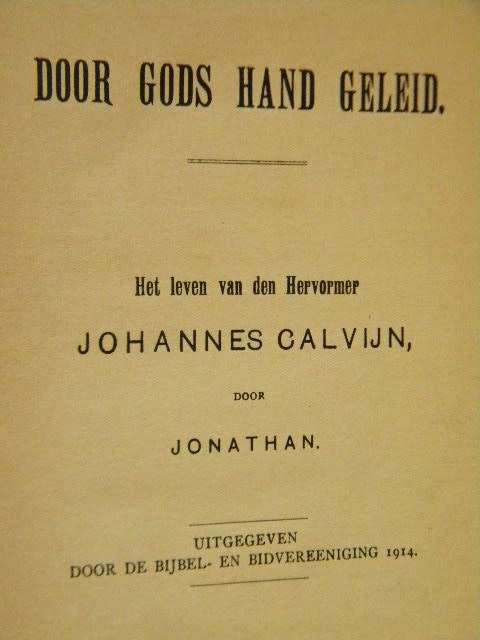 DOOR GODS HAND GELEID.
Het leven van den Hervormer
JOHANNES CALVIJN,
DOOR
JONATHAN.
UITGEGEVEN
DOOR DE BIJBEL- EN BIDVEREENIGING 1914.